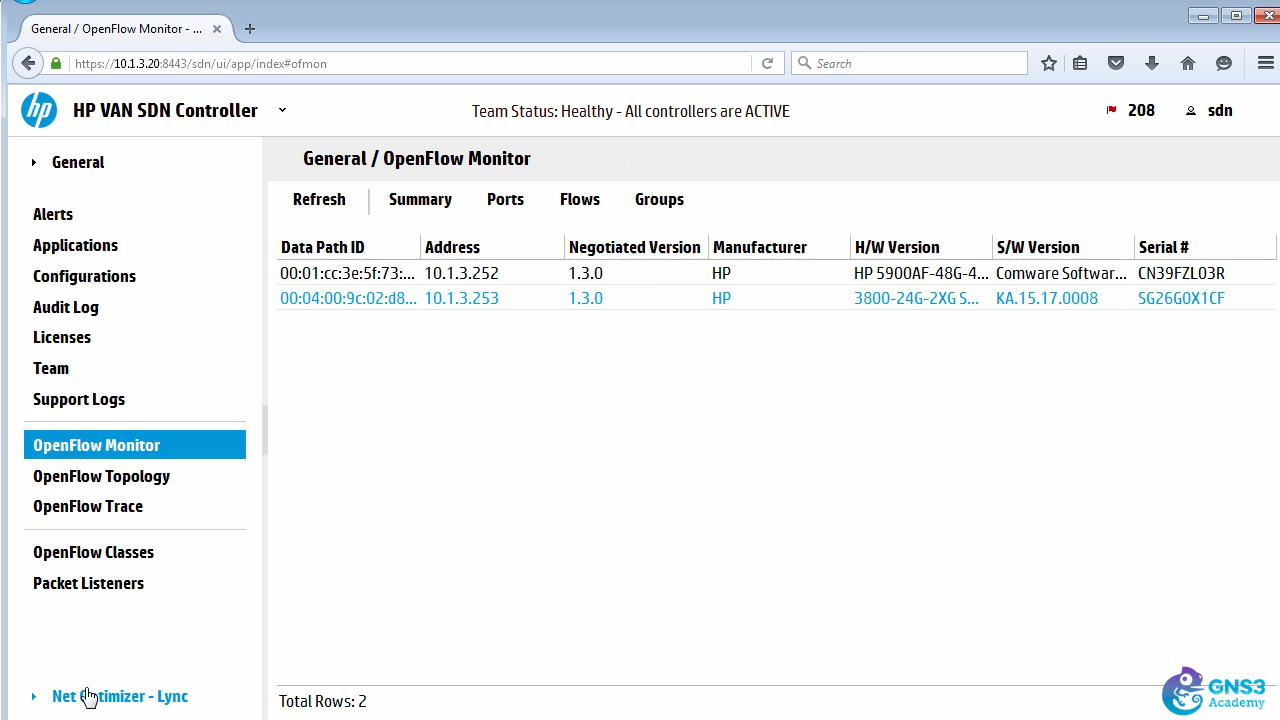 General / OpenFlow Monitor - ...
https://10.1.3.20:8443/sdn/ui/app/index#ofmon
Search
hp
HP VAN SDN Controller
Team Status: Healthy - All controllers are ACTIVE
208
sdn
General
Alerts
Applications
Configurations
Audit Log
Licenses
Team
Support Logs
OpenFlow Monitor
OpenFlow Topology
OpenFlow Trace
OpenFlow Classes
Packet Listeners
Net Optimizer - Lync
General / OpenFlow Monitor
Refresh Summary Ports Flows Groups
Data Path ID Address Negotiated Version Manufacturer H/W Version S/W Version Serial #
00:01:cc:3e:5f:73:... 10.1.3.252 1.3.0 HP HP 5900AF-48G-4... Comware Softwar... CN39FZL03R
00:04:00:9c:02:d8... 10.1.3.253 1.3.0 HP 3800-24G-2XG S... KA.15.17.0008 SG26G0X1CF
Total Rows: 2
GNS3
Academy